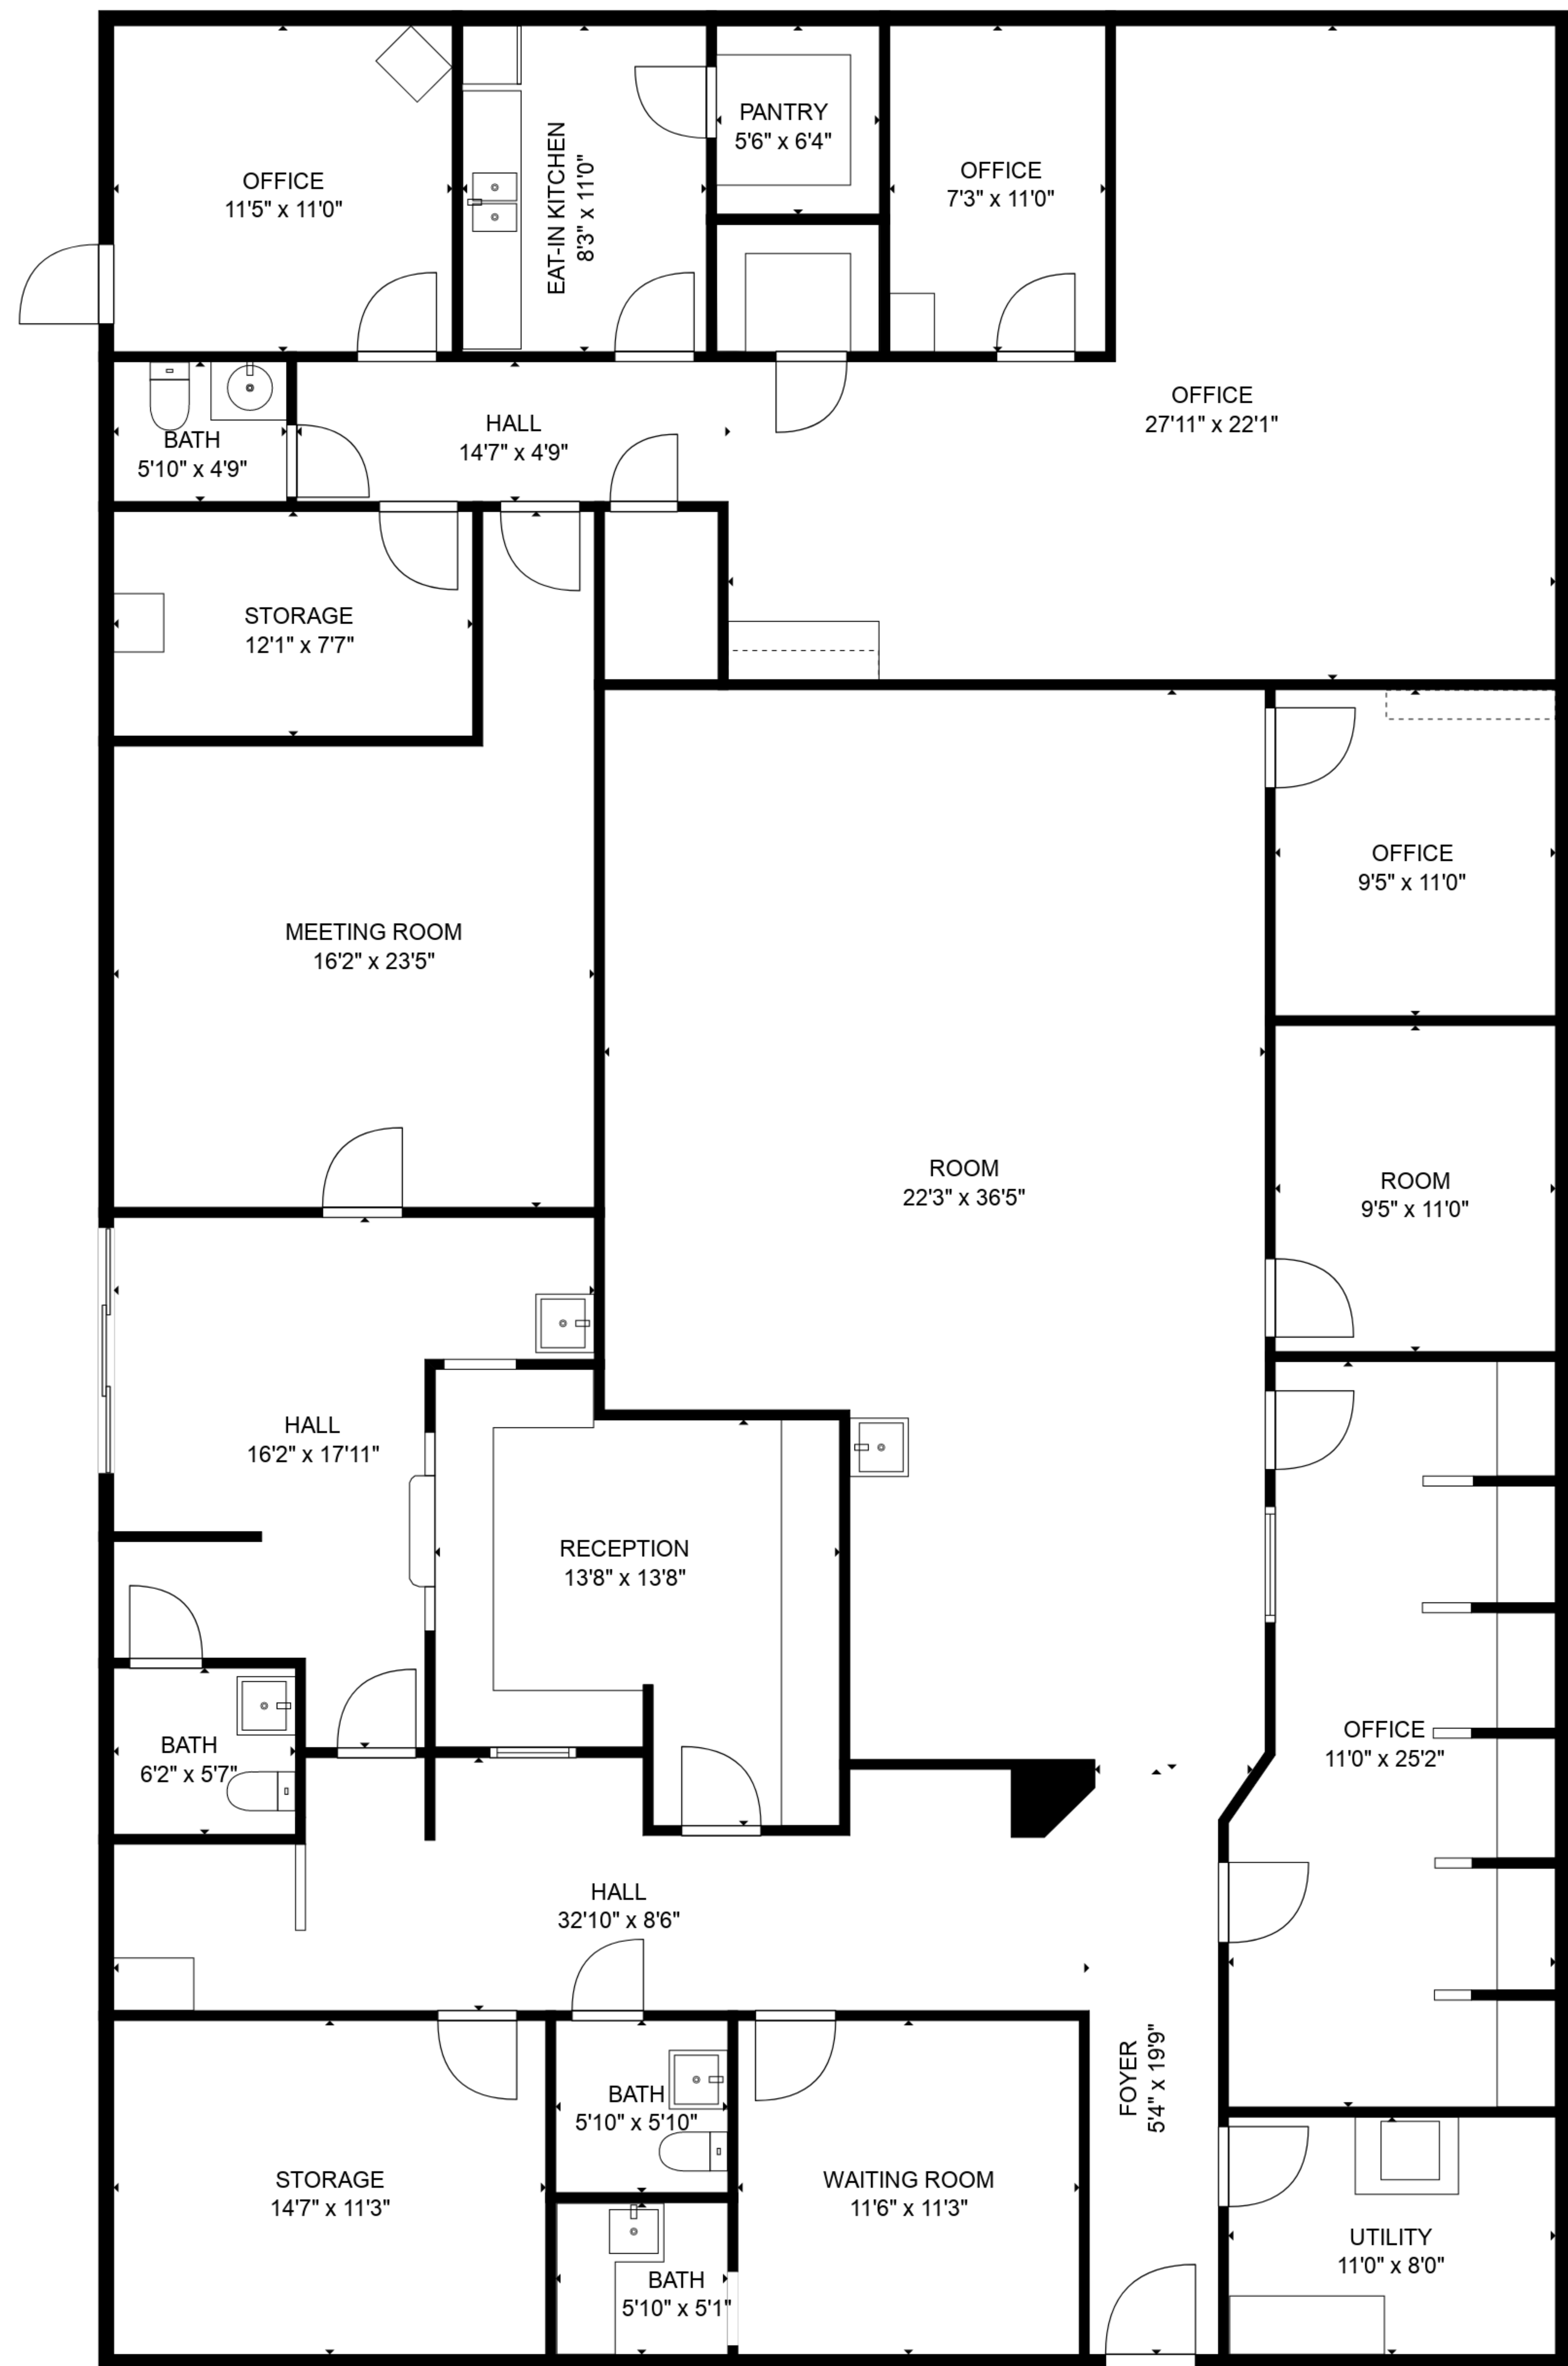 OFFICE
11'5" x 11'0"
EAT-IN KITCHEN
8'3" x 11'0"
PANTRY
5'6" x 6'4"
OFFICE
7'3" x 11'0"
OFFICE
27'11" x 22'1"
BATH
5'10" x 4'9"
HALL
14'7" x 4'9"
STORAGE
12'1" x 7'7"
MEETING ROOM
16'2" x 23'5"
OFFICE
9'5" x 11'0"
ROOM
22'3" x 36'5"
ROOM
9'5" x 11'0"
HALL
16'2" x 17'11"
RECEPTION
13'8" x 13'8"
BATH
6'2" x 5'7"
OFFICE
11'0" x 25'2"
HALL
32'10" x 8'6"
FOYER
5'4" x 19'9"
STORAGE
14'7" x 11'3"
BATH
5'10" x 5'10"
WAITING ROOM
11'6" x 11'3"
BATH
5'10" x 5'1"
UTILITY
11'0" x 8'0"